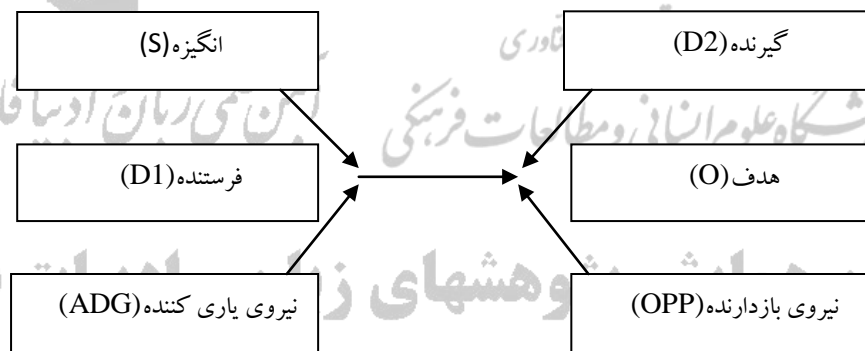 گیرنده(D2)
انگیزه(S)
هدف(O)
فرستنده(D1)
نیروی بازدارنده(OPP)
نیروی یاری کننده(ADG)